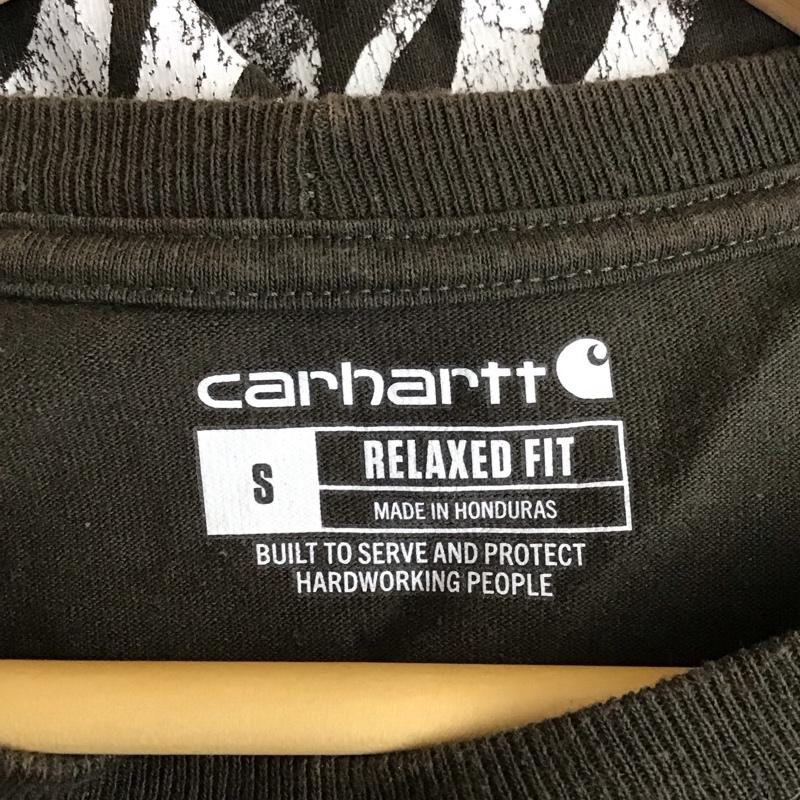 carhartt
S
RELAXED FIT
MADE IN HONDURAS
BUILT TO SERVE AND PROTECT
HARDWORKING PEOPLE